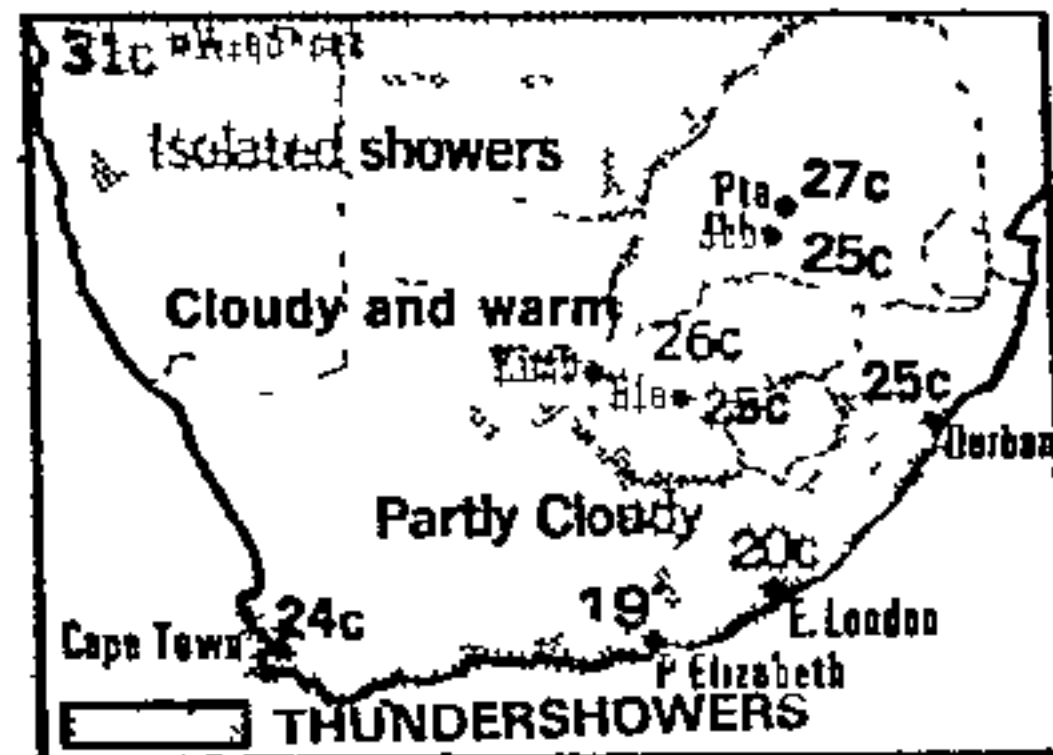 31c
Isolated showers
Pta 27c
Jhb 25c
Cloudy and warm
26c
25c
Durban
Partly Cloudy
20c
E. London
19
P Elizabeth
24c
Cape Town
THUNDERSHOWERS